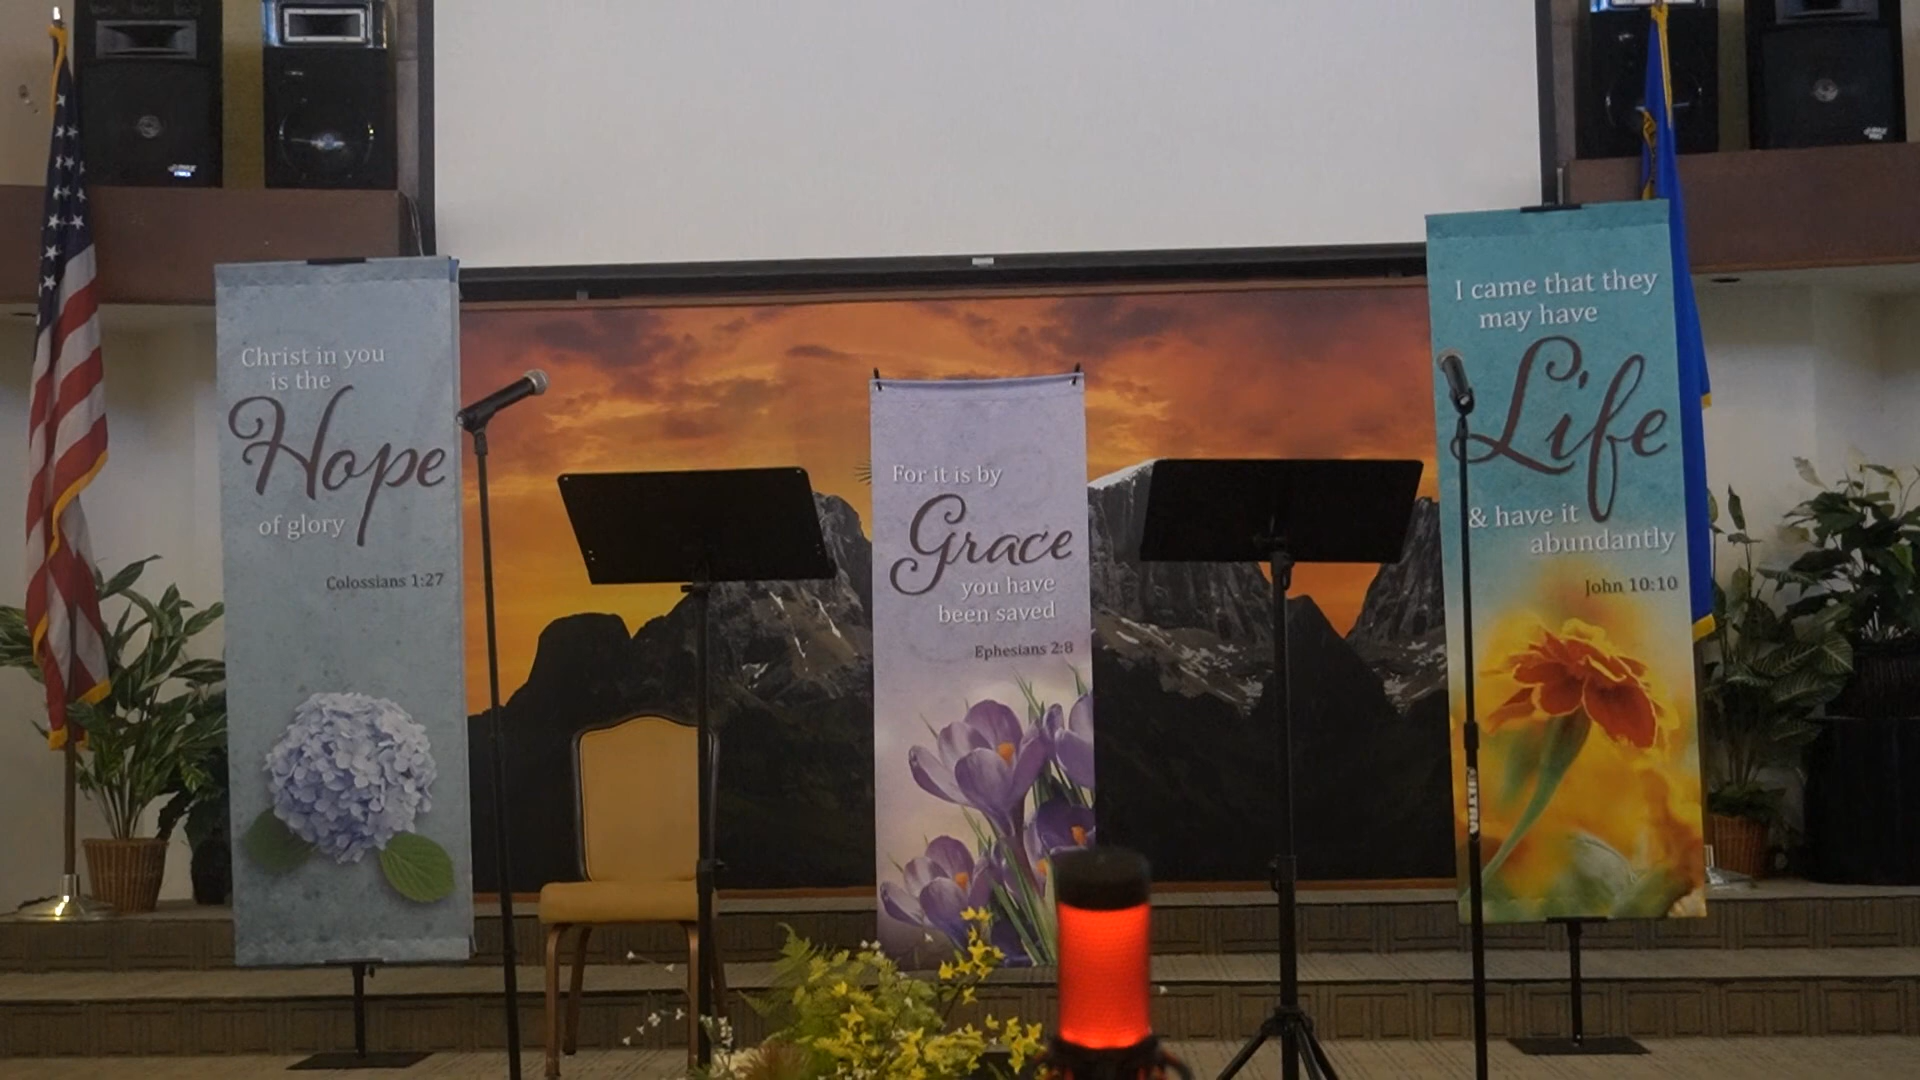 Christ in you
is the
Hope
of glory
Colossians 1:27
For it is by
Grace
you have
been saved
Ephesians 2:8
I came that they
may have
Life
& have it
abundantly
John 10:10
ULTRA